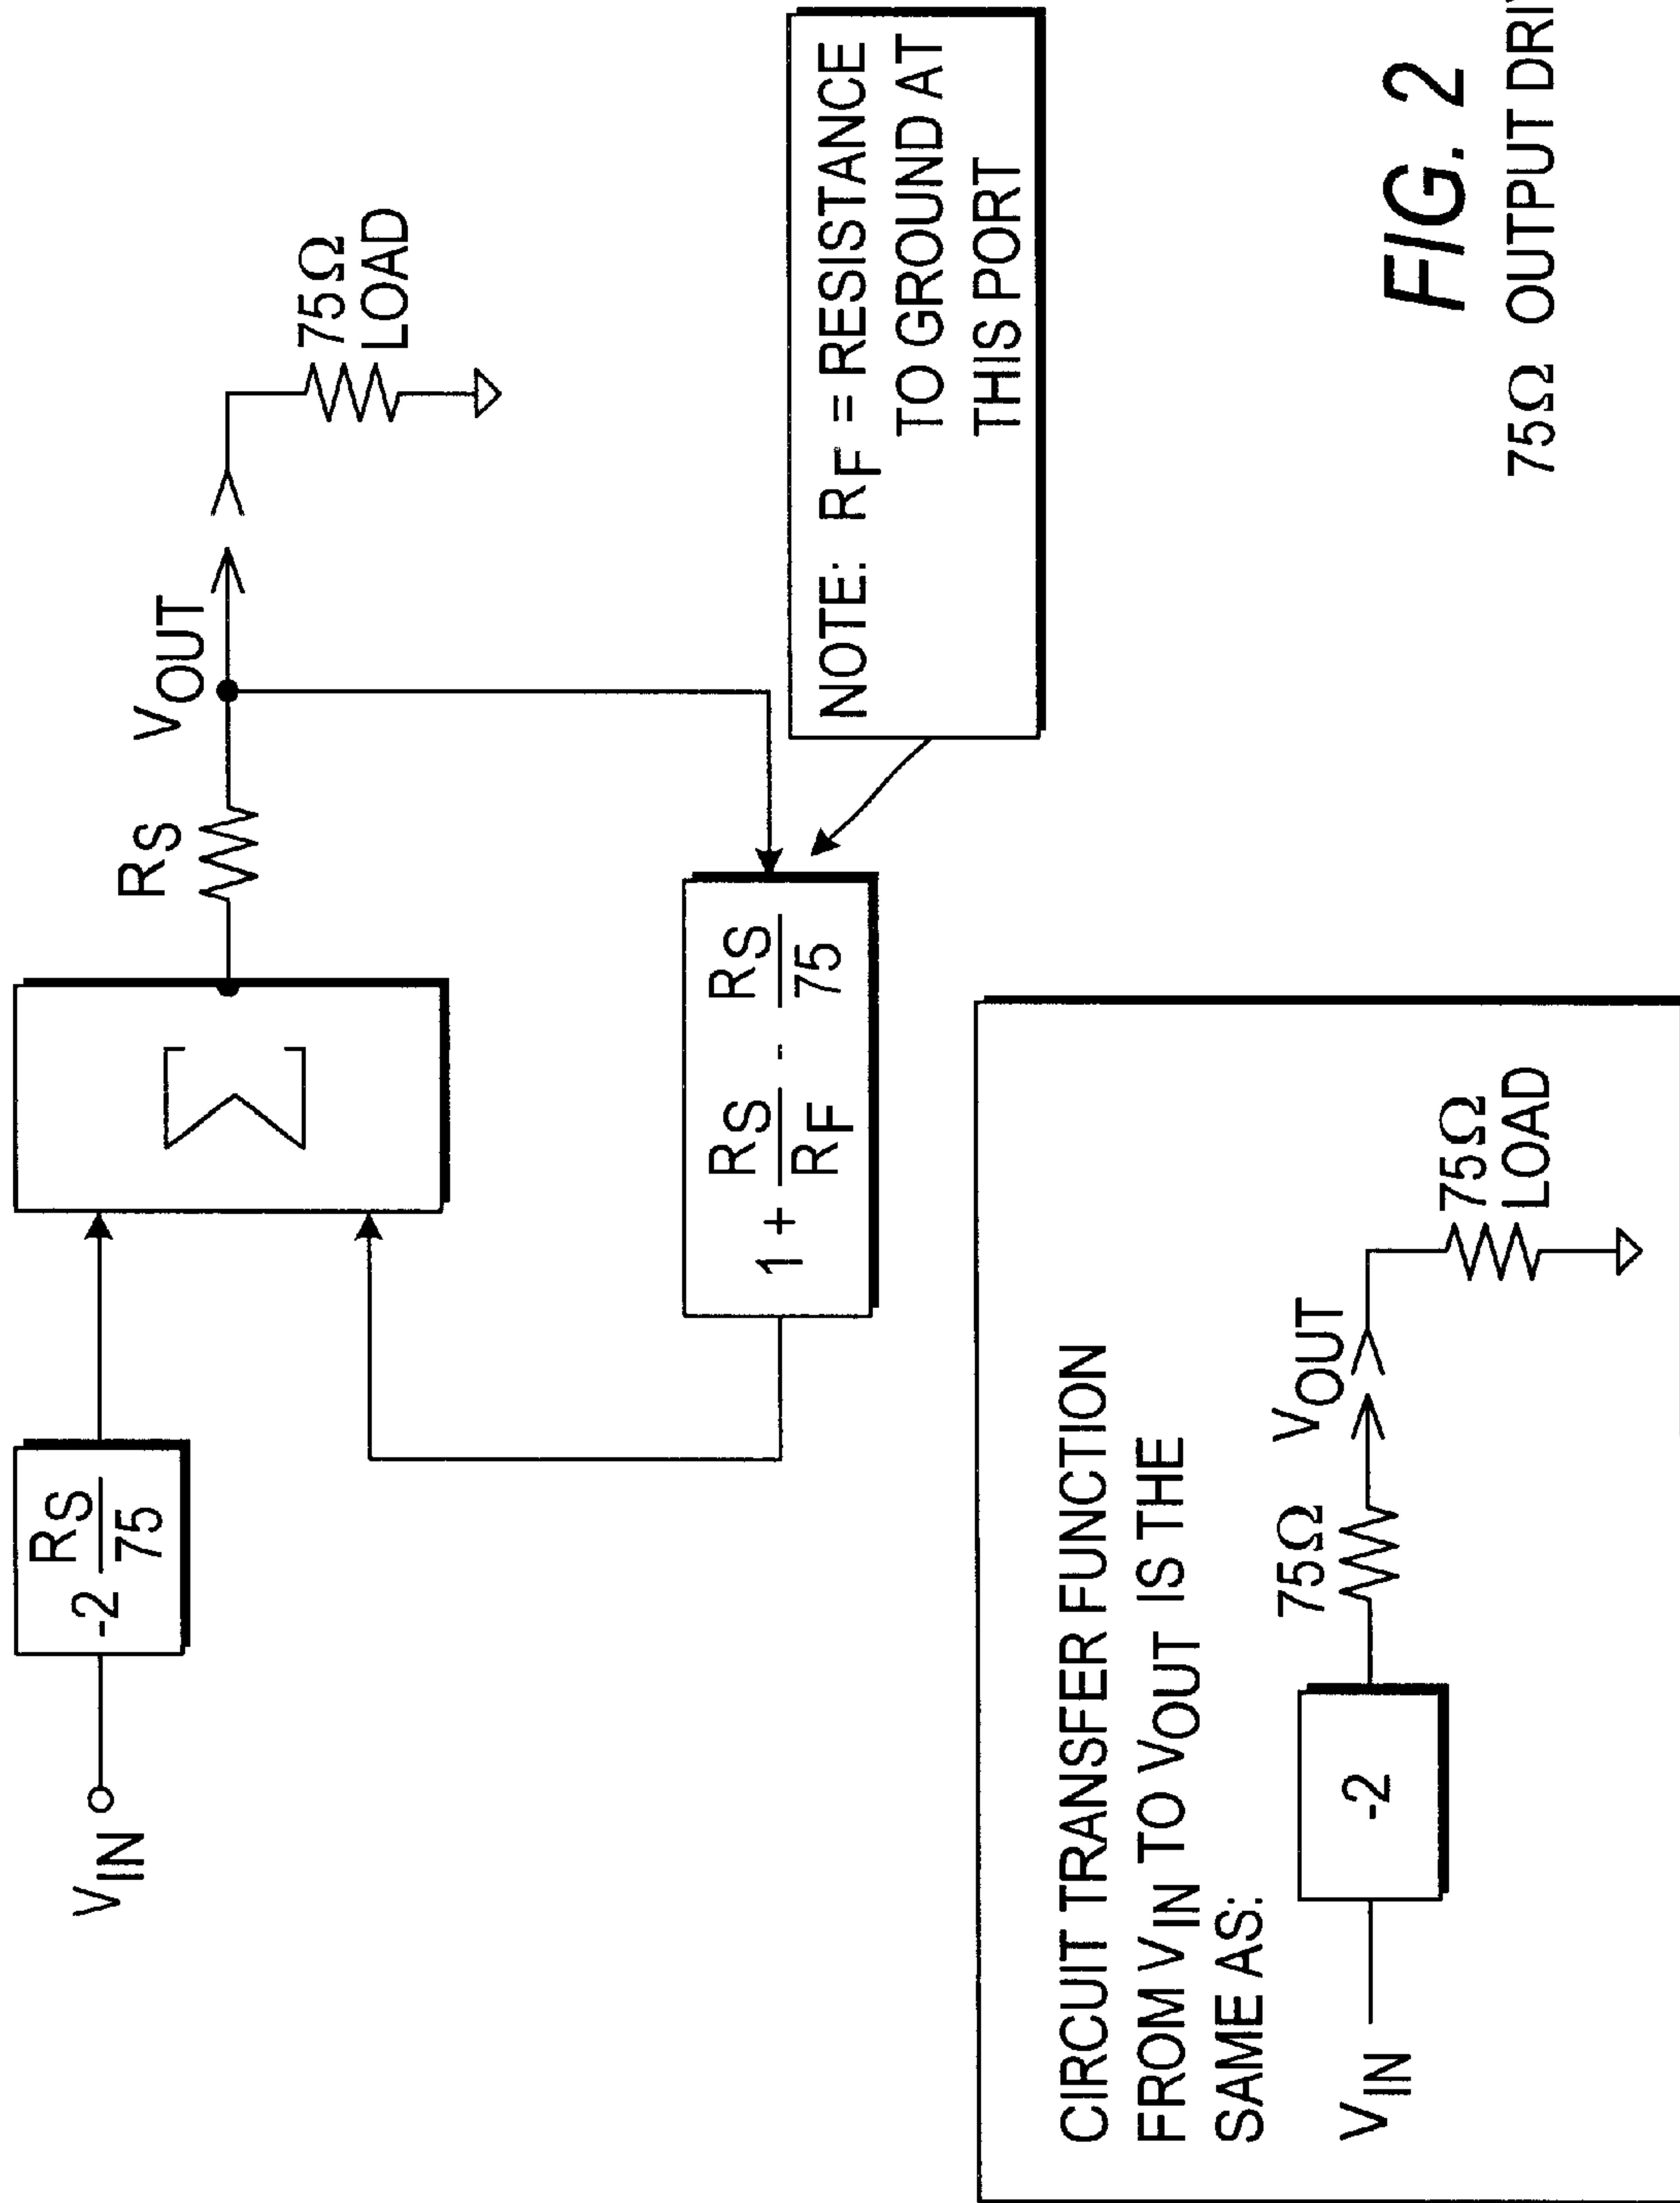 VIN
-2 RS/75
Σ
RS
VOUT
75Ω
LOAD
1 + RS/RF - RS/75
NOTE: RF = RESISTANCE
TO GROUND AT
THIS PORT
CIRCUIT TRANSFER FUNCTION
FROM VIN TO VOUT IS THE
SAME AS:
VIN
-2
75Ω
VOUT
75Ω
LOAD
FIG. 2
75Ω OUTPUT